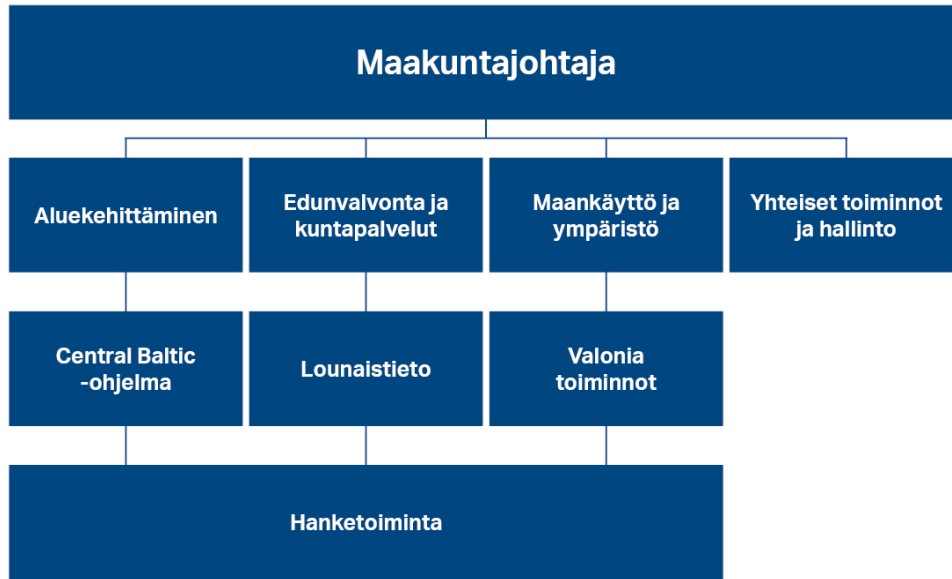 Maakuntajohtaja
Aluekehittäminen
Edunvalvonta ja
kuntapalvelut
Maankäyttö ja
ympäristö
Yhteiset toiminnot
ja hallinto
Central Baltic
-ohjelma
Lounaistieto
Valonia
toiminnot
Hanketoiminta